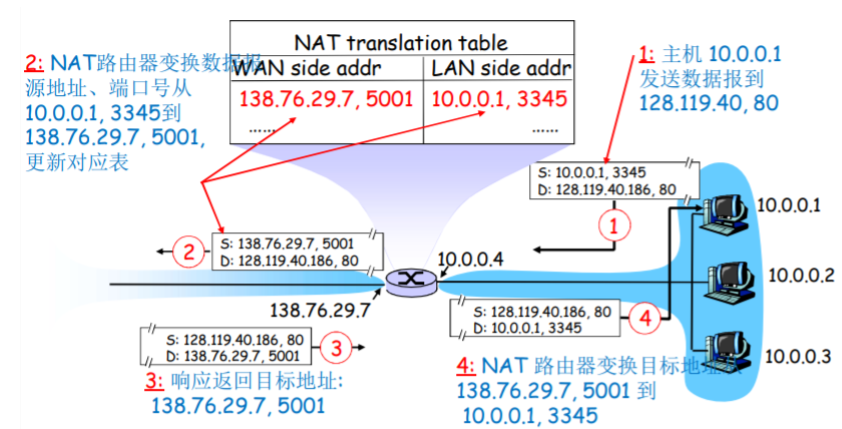 NAT translation table
WAN side addr LAN side addr
138.76.29.7, 5001 10.0.0.1, 3345
…… ……
2: NAT路由器变换数据报
源地址、端口号从
10.0.0.1, 3345到
138.76.29.7, 5001,
更新对应表
1: 主机 10.0.0.1
发送数据报到
128.119.40, 80
S: 10.0.0.1, 3345
D: 128.119.40.186, 80
1
10.0.0.1
10.0.0.2
10.0.0.3
2
S: 138.76.29.7, 5001
D: 128.119.40.186, 80
10.0.0.4
138.76.29.7
S: 128.119.40.186, 80
D: 10.0.0.1, 3345
4
S: 128.119.40.186, 80
D: 138.76.29.7, 5001
3
3: 响应返回目标地址:
138.76.29.7, 5001
4: NAT 路由器变换目标地址
138.76.29.7, 5001 到
10.0.0.1, 3345